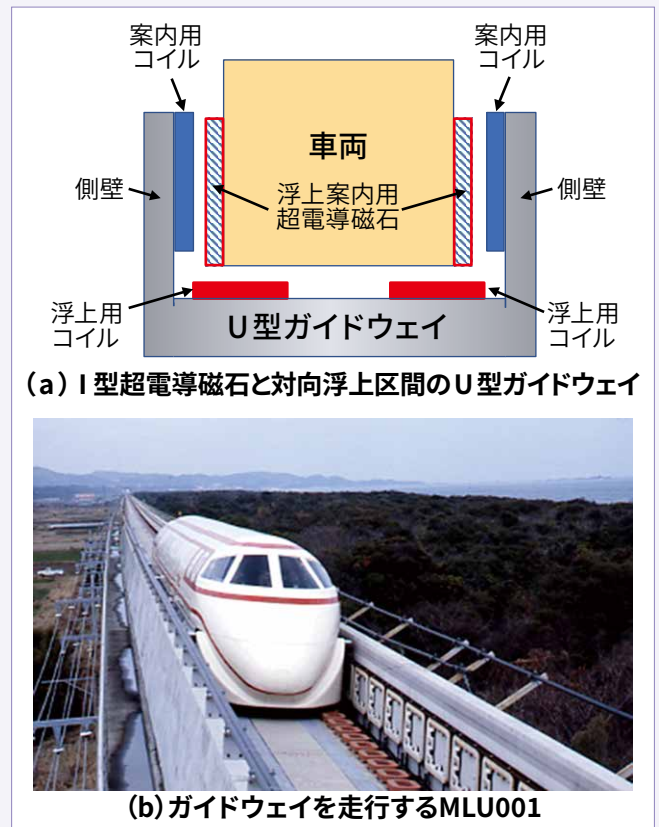 案内用
コイル
案内用
コイル
車両
側壁
浮上案内用
超電導磁石
側壁
浮上用
コイル
U型ガイドウェイ
浮上用
コイル
(a) I型超電導磁石と対向浮上区間のU型ガイドウェイ
(b)ガイドウェイを走行するMLU001